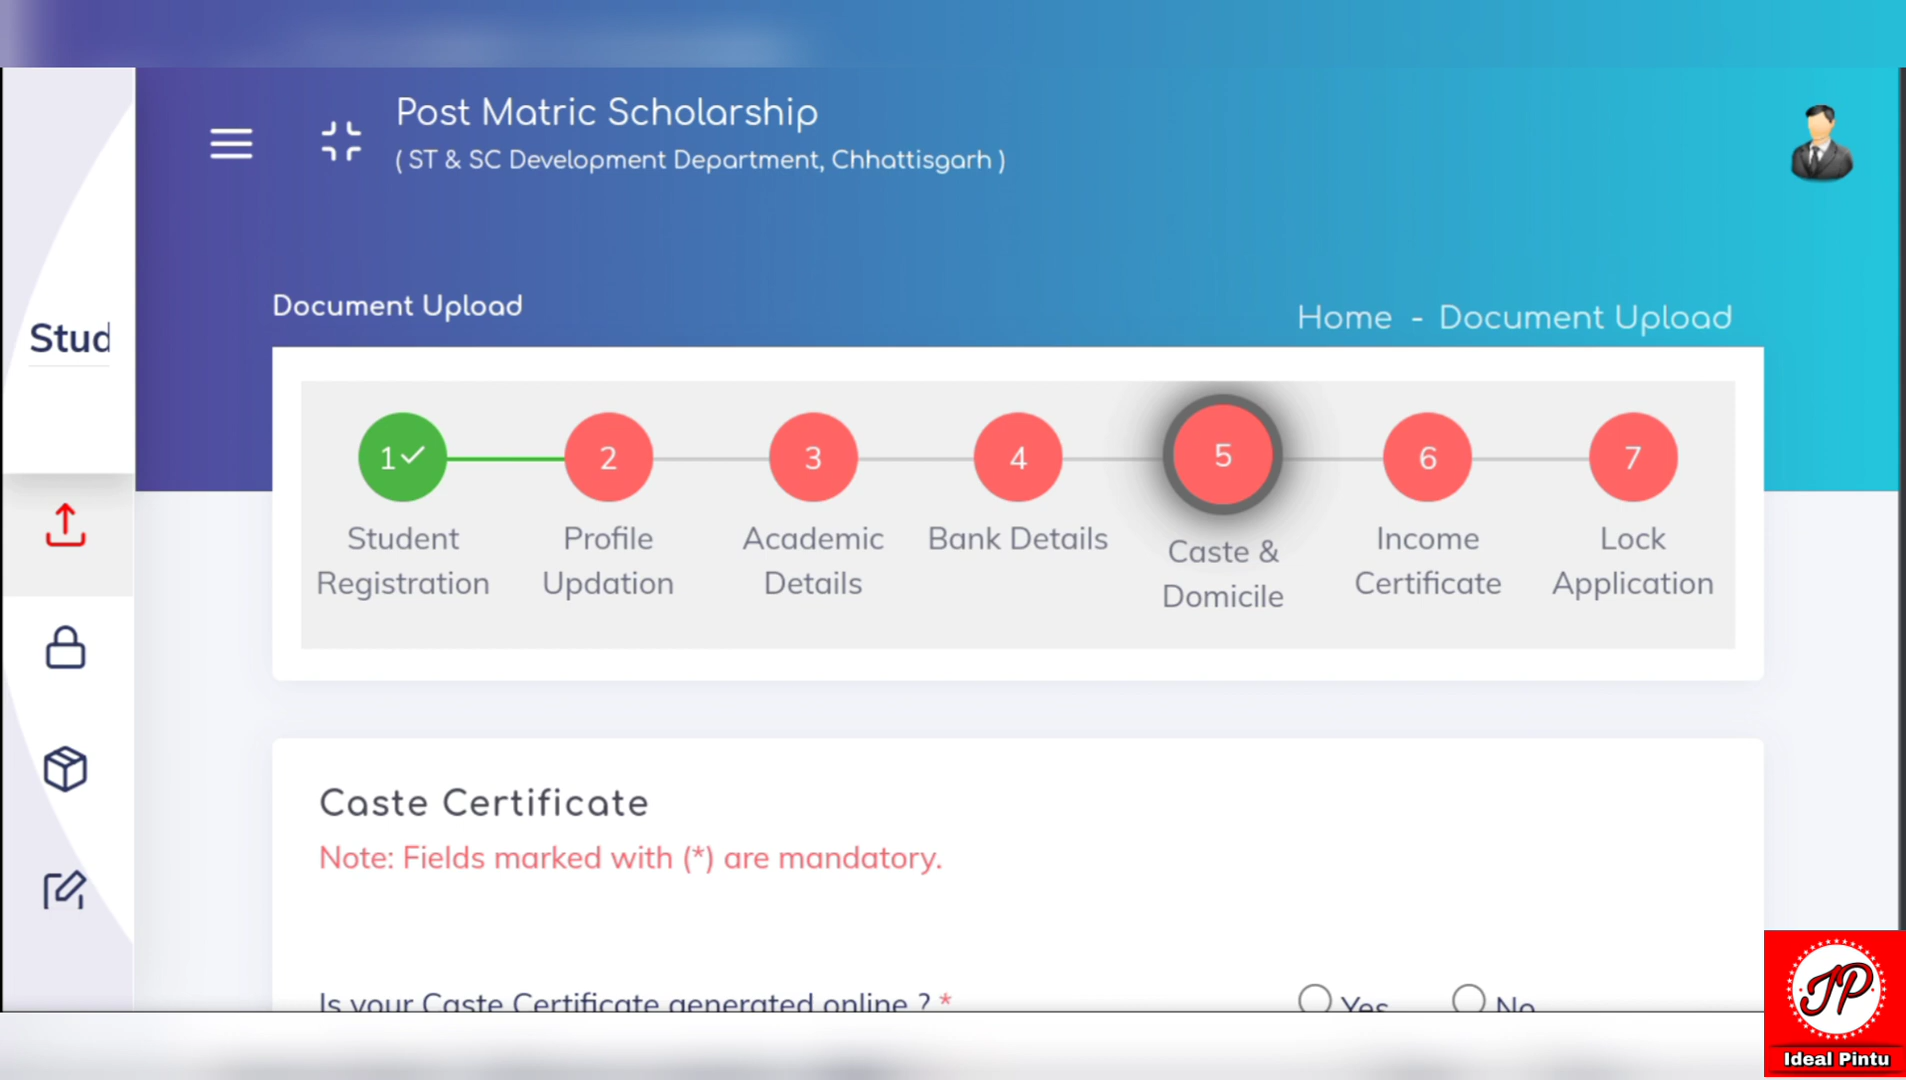 Post Matric Scholarship
( ST & SC Development Department, Chhattisgarh )
Document Upload
Home - Document Upload
Stud
1
2
3
4
5
6
7
Student Registration
Profile Updation
Academic Details
Bank Details
Caste & Domicile
Income Certificate
Lock Application
Caste Certificate
Note: Fields marked with (*) are mandatory.
Is your Caste Certificate generated online ? *
Yes
No
JP
Ideal Pintu